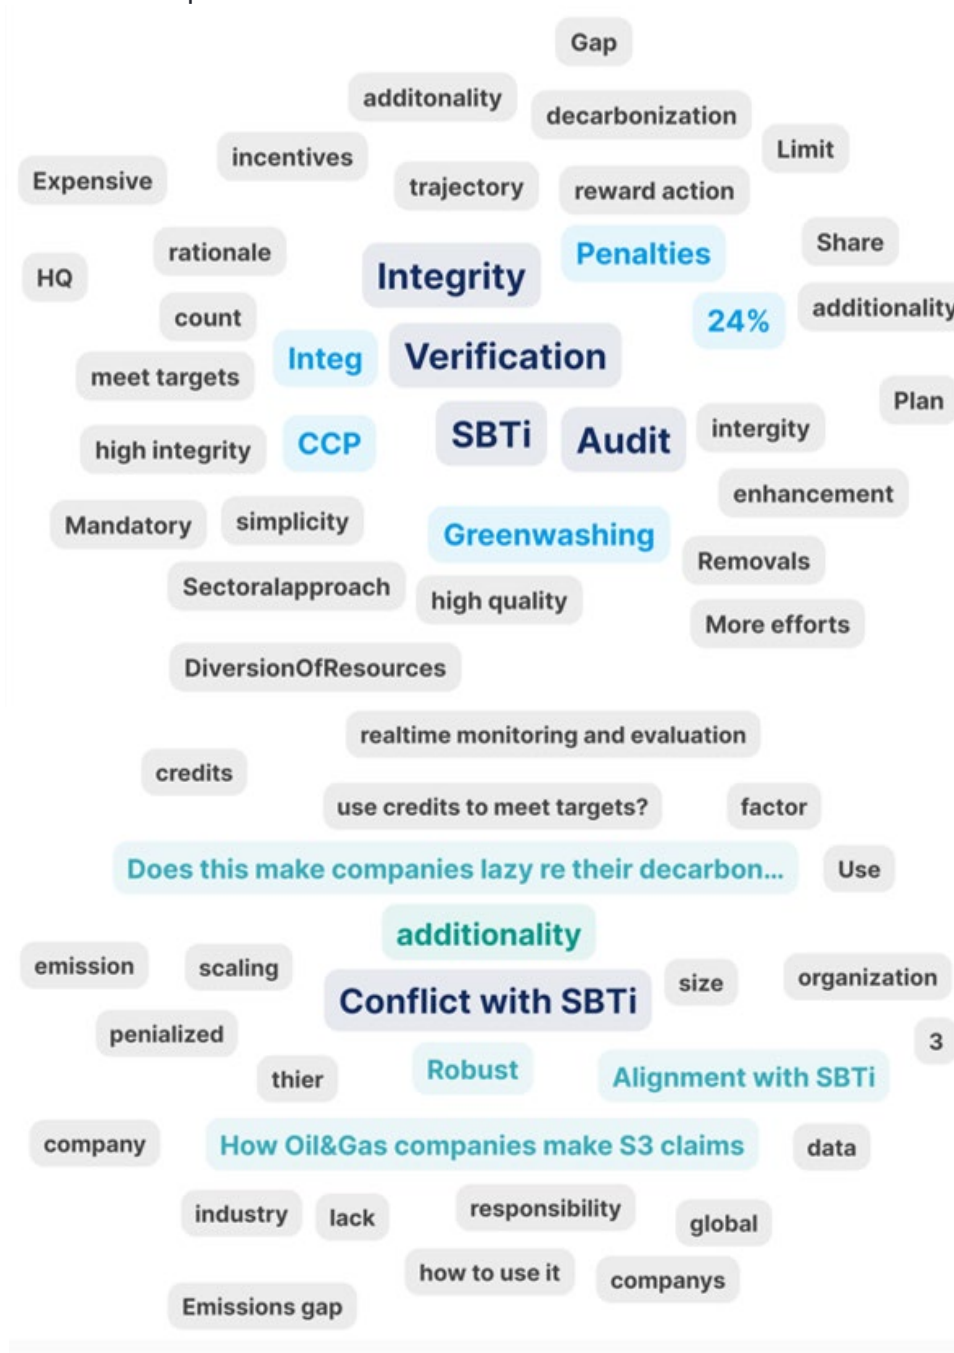 Gap
additonality
decarbonization
Limit
incentives
Expensive
trajectory
reward action
Share
rationale
Penalties
Integrity
HQ
additionality
count
24%
Integ
Verification
meet targets
Plan
intergity
SBTi
Audit
CCP
high integrity
enhancement
simplicity
Mandatory
Greenwashing
Removals
Sectoralapproach
high quality
More efforts
DiversionOfResources
realtime monitoring and evaluation
credits
use credits to meet targets?
factor
Does this make companies lazy re their decarbon...
Use
additionality
emission
scaling
organization
size
Conflict with SBTi
penialized
3
Robust
Alignment with SBTi
thier
company
How Oil&Gas companies make S3 claims
data
industry
lack
responsibility
global
how to use it
companys
Emissions gap